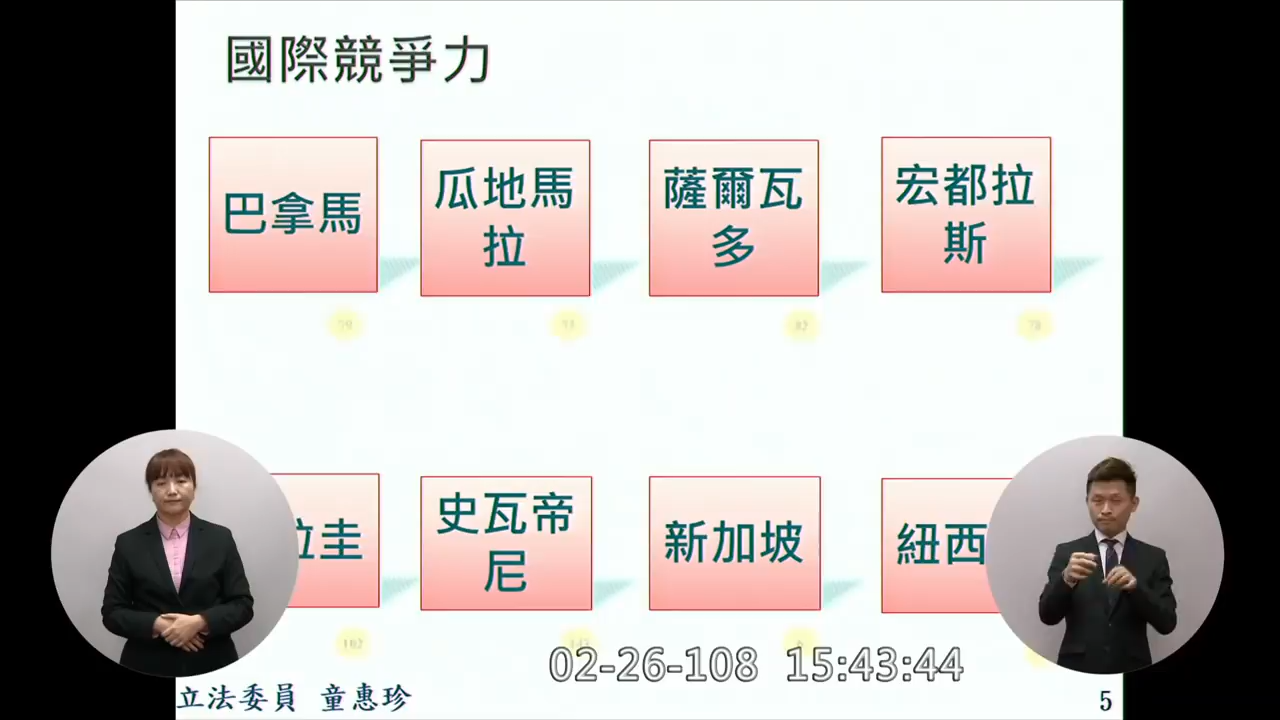 國際競爭力
巴拿馬
瓜地馬
拉
薩爾瓦
多
宏都拉
斯
拉圭
史瓦帝
尼
新加坡
紐西
102
02-26-108 15:43:44
立法委員 童惠珍
5